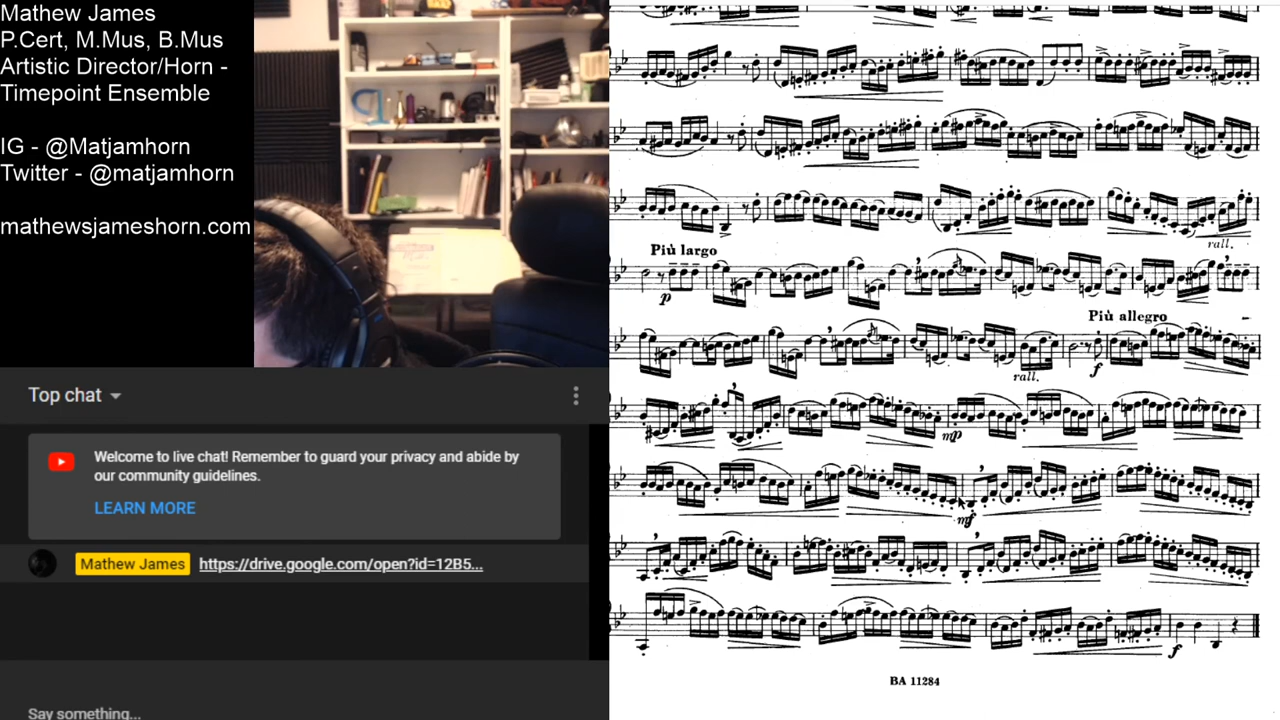 Mathew James
P.Cert, M.Mus, B.Mus
Artistic Director/Horn -
Timepoint Ensemble
IG - @Matjamhorn
Twitter - @matjamhorn
mathewsjameshorn.com
Top chat
Welcome to live chat! Remember to guard your privacy and abide by
our community guidelines.
LEARN MORE
Mathew James https://drive.google.com/open?id=12B5...
Say something...
rall.
Più largo
p
Più allegro
f
rall.
mp
mf
f
BA 11284